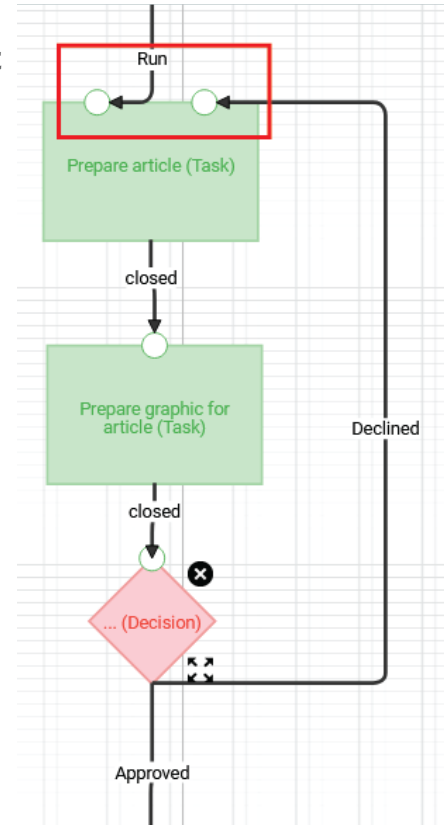 Run
Prepare article (Task)
closed
Prepare graphic for
article (Task)
Declined
closed
... (Decision)
Approved